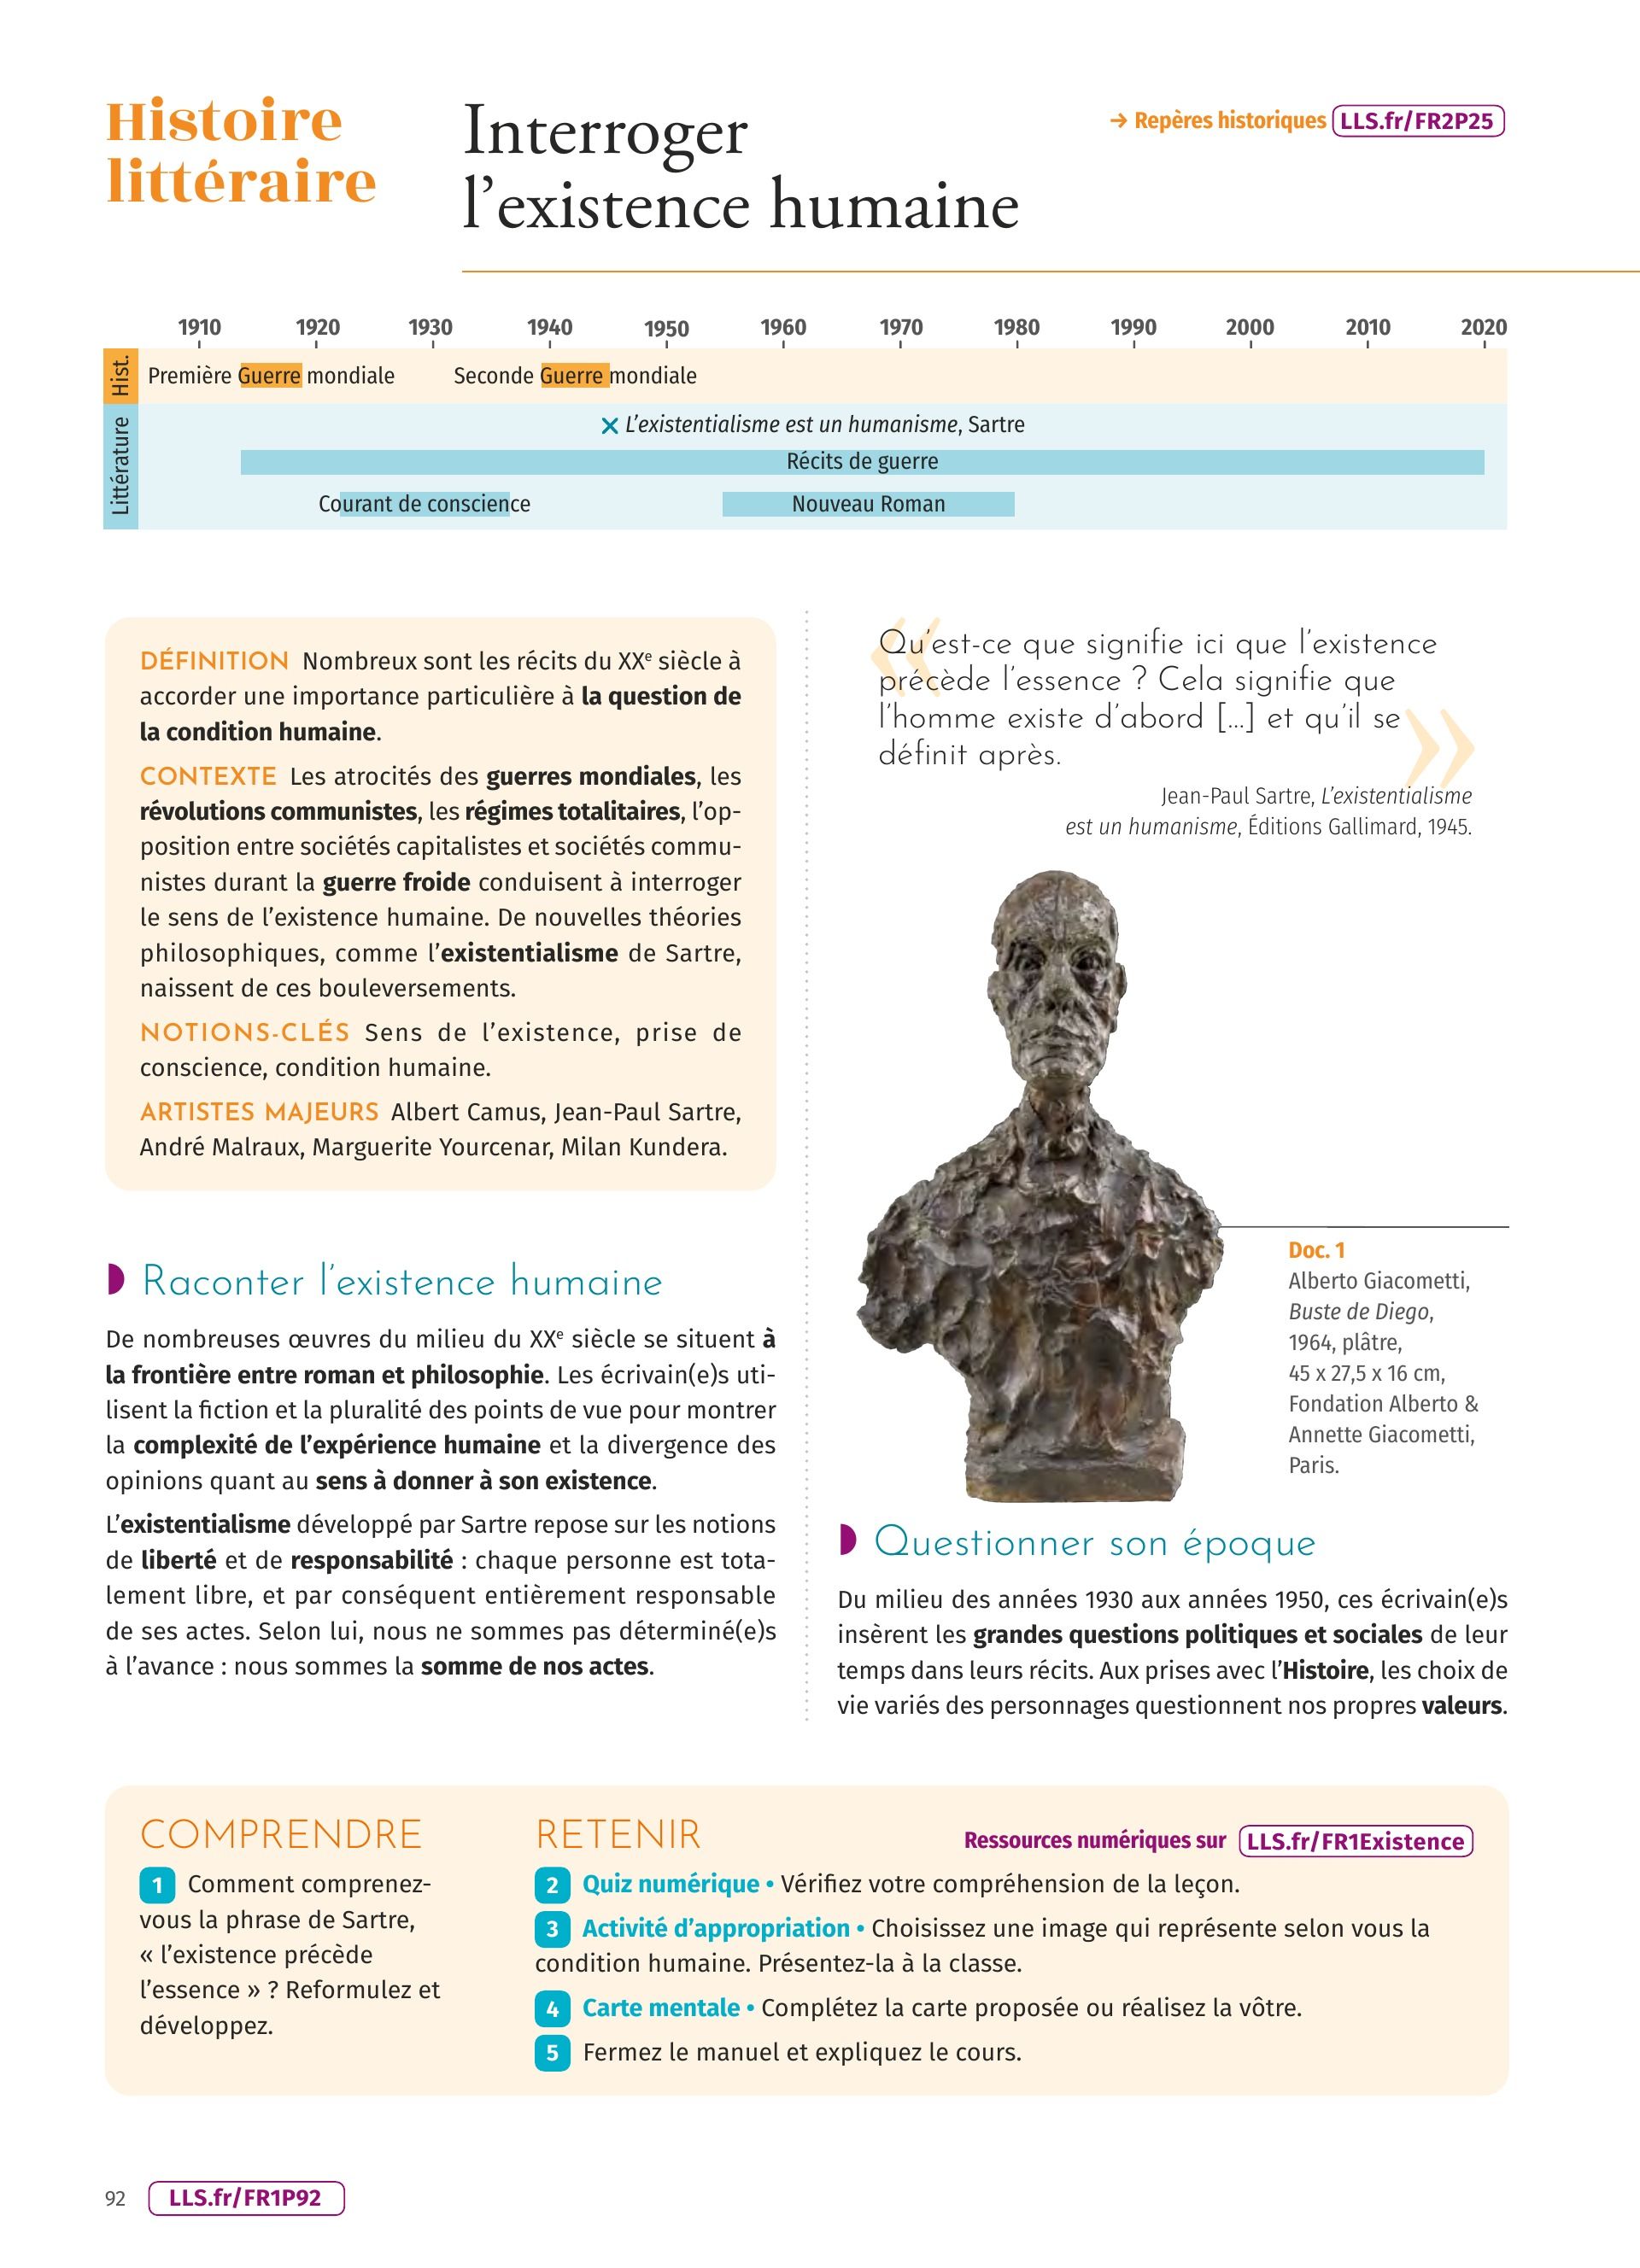 Histoire
littéraire
Interroger
l’existence humaine
→ Repères historiques LLS.fr/FR2P25
1910 1920 1930 1940 1950 1960 1970 1980 1990 2000 2010 2020
Hist.
Première Guerre mondiale Seconde Guerre mondiale
Littérature
L’existentialisme est un humanisme, Sartre
Récits de guerre
Courant de conscience Nouveau Roman
DÉFINITION Nombreux sont les récits du XXe siècle à
accorder une importance particulière à la question de
la condition humaine.
CONTEXTE Les atrocités des guerres mondiales, les
révolutions communistes, les régimes totalitaires, l’op-
position entre sociétés capitalistes et sociétés commu-
nistes durant la guerre froide conduisent à interroger
le sens de l’existence humaine. De nouvelles théories
philosophiques, comme l’existentialisme de Sartre,
naissent de ces bouleversements.
NOTIONS-CLÉS Sens de l’existence, prise de
conscience, condition humaine.
ARTISTES MAJEURS Albert Camus, Jean-Paul Sartre,
André Malraux, Marguerite Yourcenar, Milan Kundera.
Raconter l’existence humaine
De nombreuses œuvres du milieu du XXe siècle se situent à
la frontière entre roman et philosophie. Les écrivain(e)s uti-
lisent la fiction et la pluralité des points de vue pour montrer
la complexité de l’expérience humaine et la divergence des
opinions quant au sens à donner à son existence.
L’existentialisme développé par Sartre repose sur les notions
de liberté et de responsabilité : chaque personne est tota-
lement libre, et par conséquent entièrement responsable
de ses actes. Selon lui, nous ne sommes pas déterminé(e)s
à l’avance : nous sommes la somme de nos actes.
« Qu’est-ce que signifie ici que l’existence
précède l’essence ? Cela signifie que
l’homme existe d’abord [...] et qu’il se
définit après. »
Jean-Paul Sartre, L’existentialisme
est un humanisme, Éditions Gallimard, 1945.
Doc. 1
Alberto Giacometti,
Buste de Diego,
1964, plâtre,
45 x 27,5 x 16 cm,
Fondation Alberto &
Annette Giacometti,
Paris.
Questionner son époque
Du milieu des années 1930 aux années 1950, ces écrivain(e)s
insèrent les grandes questions politiques et sociales de leur
temps dans leurs récits. Aux prises avec l’Histoire, les choix de
vie variés des personnages questionnent nos propres valeurs.
COMPRENDRE
1 Comment comprenez-
vous la phrase de Sartre,
« l’existence précède
l’essence » ? Reformulez et
développez.
RETENIR
Ressources numériques sur LLS.fr/FR1Existence
2 Quiz numérique • Vérifiez votre compréhension de la leçon.
3 Activité d’appropriation • Choisissez une image qui représente selon vous la
condition humaine. Présentez-la à la classe.
4 Carte mentale • Complétez la carte proposée ou réalisez la vôtre.
5 Fermez le manuel et expliquez le cours.
92 LLS.fr/FR1P92